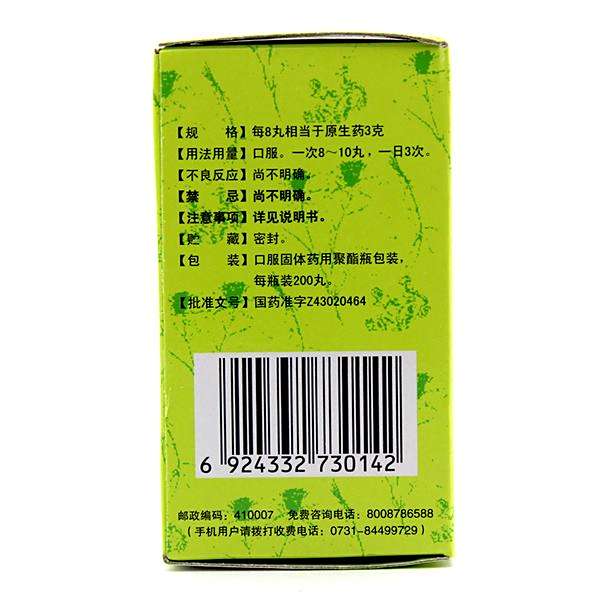 【规 格】每8丸相当于原生药3克
【用法用量】口服。一次8～10丸，一日3次。
【不良反应】尚不明确。
【禁 忌】尚不明确。
【注意事项】详见说明书。
【贮 藏】密封。
【包 装】口服固体药用聚酯瓶包装，
每瓶装200丸。
【批准文号】国药准字Z43020464
6 924332 730142
邮政编码：410007 免费咨询电话：8008786588
（手机用户请拨打收费电话：0731-84499729）